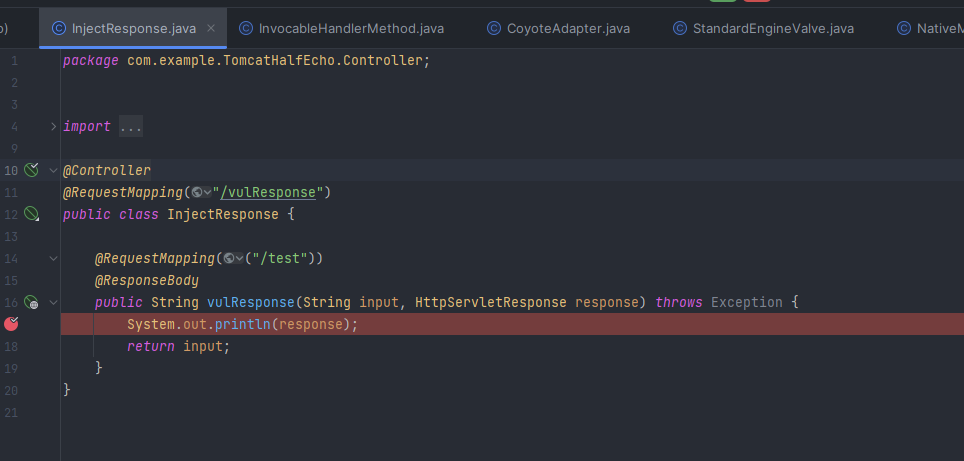 o)
InjectResponse.java
InvocableHandlerMethod.java
CoyoteAdapter.java
StandardEngineValve.java
NativeM
1 package com.example.TomcatHalfEcho.Controller;
2
3
4 import ...
9
10 @Controller
11 @RequestMapping("/vulResponse")
12 public class InjectResponse {
13
14 @RequestMapping(("/test"))
15 @ResponseBody
16 public String vulResponse(String input, HttpServletResponse response) throws Exception {
System.out.println(response);
18 return input;
19 }
20 }
21